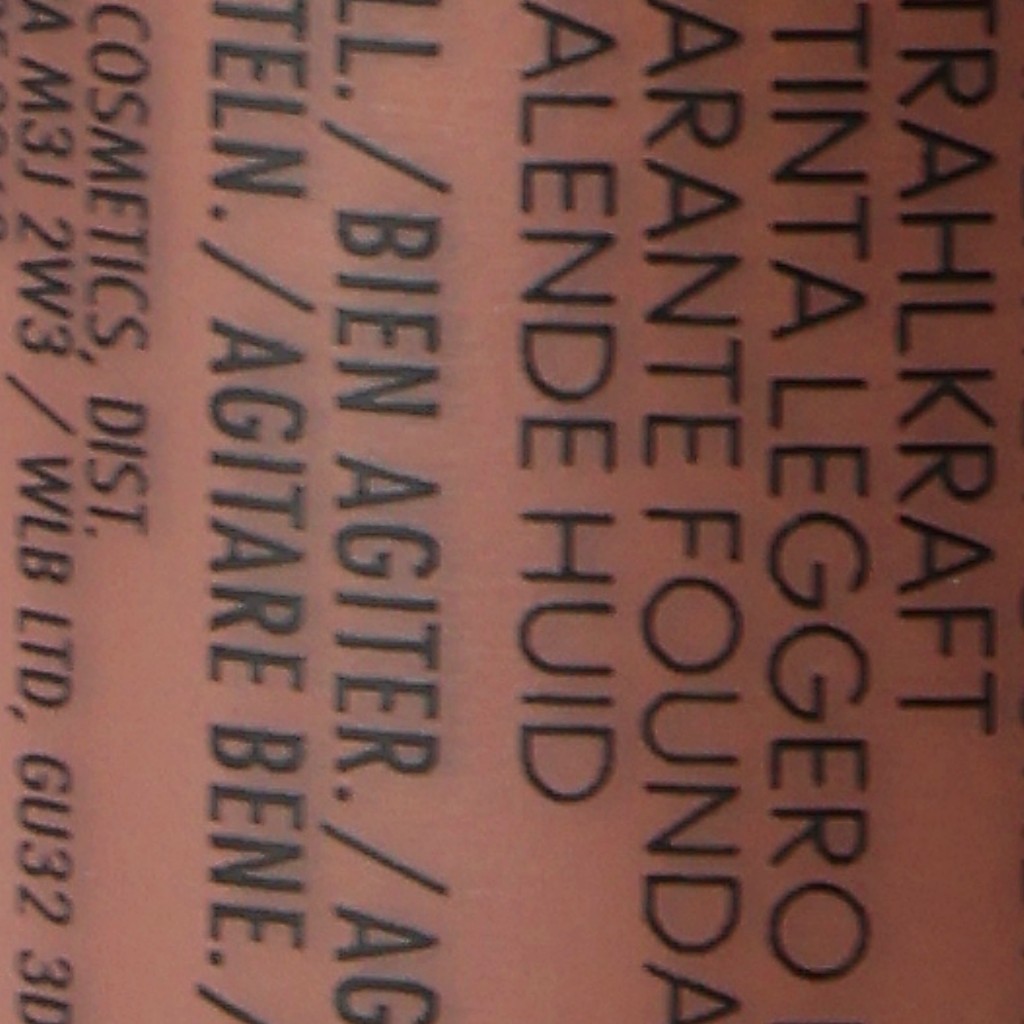 TRAHLKRAFT
TINTA LEGGERO
ARANTE FOUNDA
ALENDE HUID
LL. / BIEN AGITER. / AG
TELN. / AGITARE BENE. /
COSMETICS, DIST.
A M3J 2W3 / WLB LTD, GU32 3D